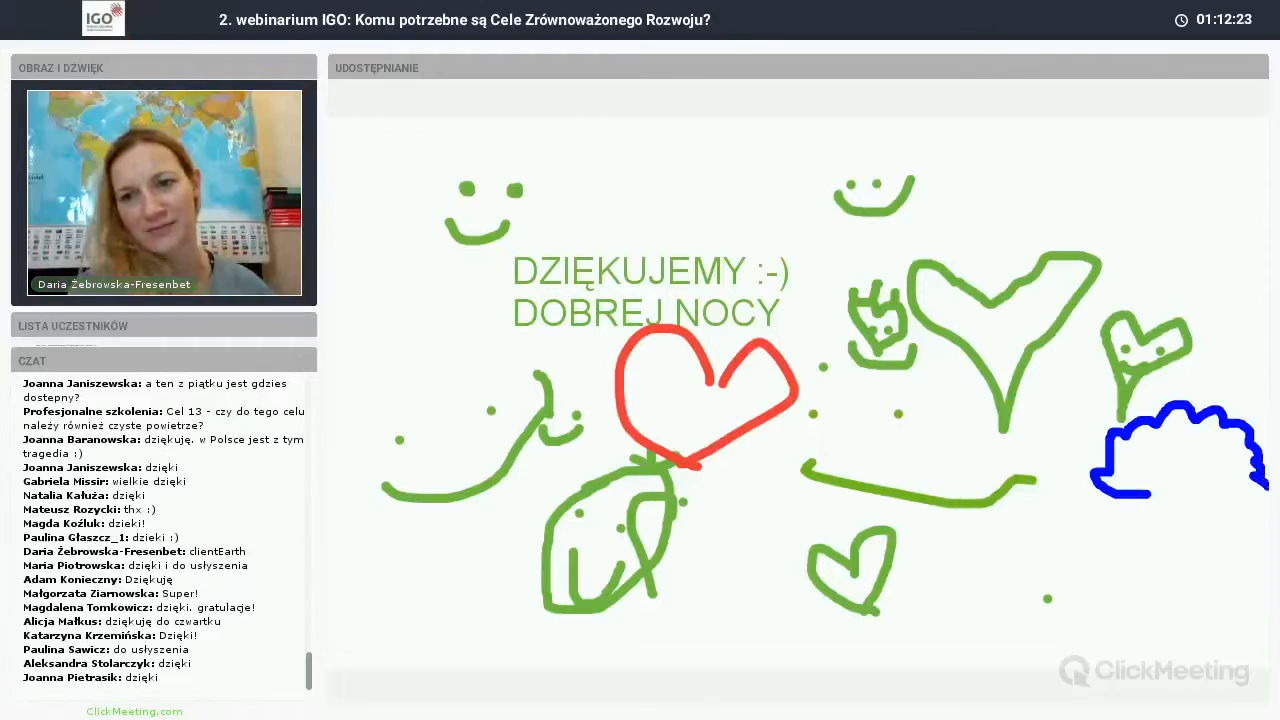 IGO
2. webinarium IGO: Komu potrzebne są Cele Zrównoważonego Rozwoju?
01:12:23
OBRAZ I DŹWIĘK
Daria Żebrowska-Fresenbet
LISTA UCZESTNIKÓW
CZAT
Joanna Janiszewska: a ten z piątku jest gdzies
dostepny?
Profesjonalne szkolenia: Cel 13 - czy do tego celu
należy również czyste powietrze?
Joanna Baranowska: dziękuję, w Polsce jest z tym
tragedia :)
Joanna Janiszewska: dzięki
Gabriela Missir: wielkie dzięki
Natalia Kałuża: dzięki
Mateusz Rozycki: thx :)
Magda Koźluk: dzieki!
Paulina Głaszcz_1: dzieki :)
Daria Żebrowska-Fresenbet: clientEarth
Maria Piotrowska: dzięki i do usłyszenia
Adam Konieczny: Dziękuję
Małgorzata Ziarnowska: Super!
Magdalena Tomkowicz: dzięki, gratulacje!
Alicja Małkus: dziękuję do czwartku
Katarzyna Krzemińska: Dzięki!
Paulina Sawicz: do usłyszenia
Aleksandra Stolarczyk: dzięki
Joanna Pietrasik: dzięki
ClickMeeting.com
UDOSTĘPNIANIE
DZIĘKUJEMY :-)
DOBREJ NOCY
ClickMeeting